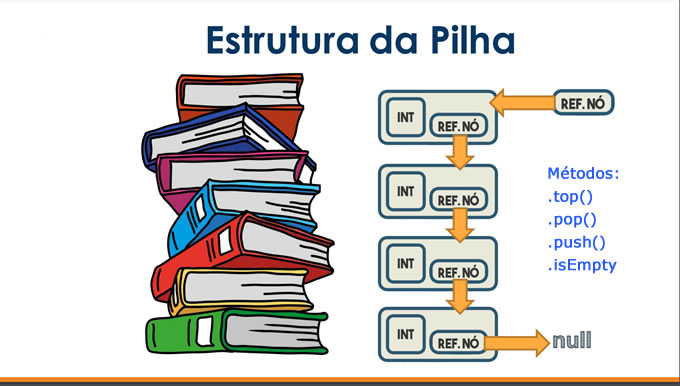 Estrutura da Pilha
REF. NÓ
INT
REF. NÓ
INT
REF. NÓ
INT
REF. NÓ
INT
REF. NÓ
null
Métodos:
.top()
.pop()
.push()
.isEmpty